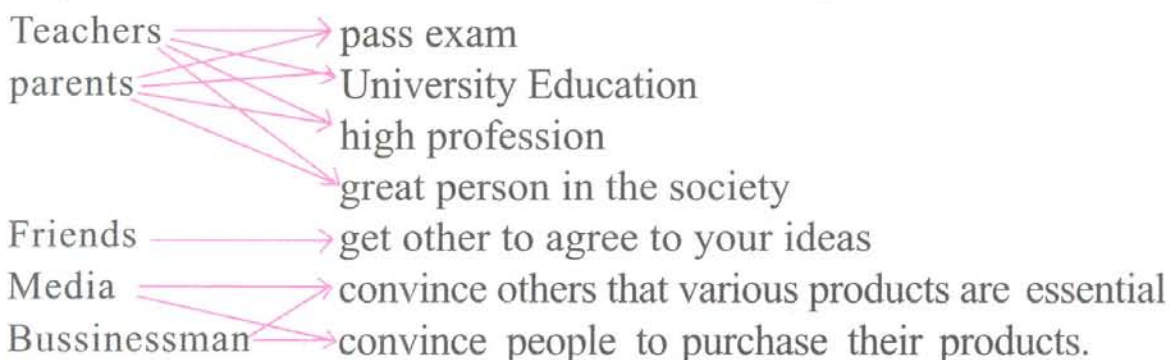 Teachers pass exam
parents University Education
high profession
great person in the society
Friends get other to agree to your ideas
Media convince others that various products are essential
Bussinessman convince people to purchase their products.